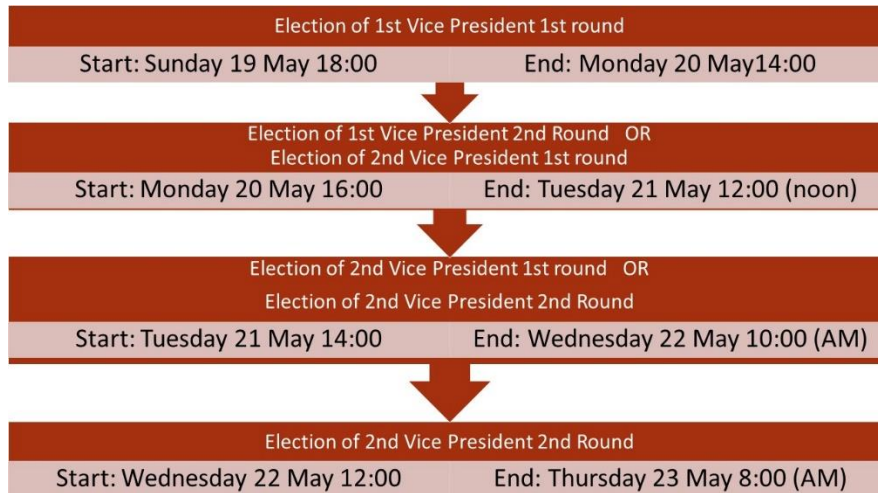 Election of 1st Vice President 1st round
Start: Sunday 19 May 18:00 End: Monday 20 May14:00
Election of 1st Vice President 2nd Round OR
Election of 2nd Vice President 1st round
Start: Monday 20 May 16:00 End: Tuesday 21 May 12:00 (noon)
Election of 2nd Vice President 1st round OR
Election of 2nd Vice President 2nd Round
Start: Tuesday 21 May 14:00 End: Wednesday 22 May 10:00 (AM)
Election of 2nd Vice President 2nd Round
Start: Wednesday 22 May 12:00 End: Thursday 23 May 8:00 (AM)